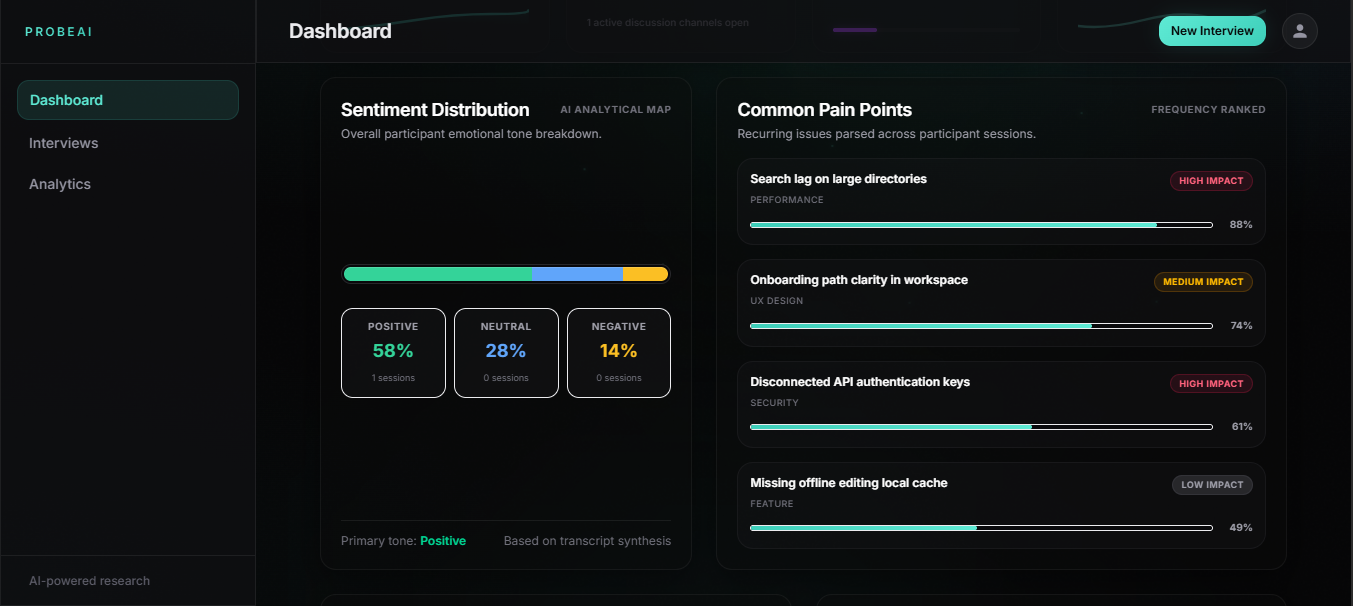 PROBEAI
Dashboard
Interviews
Analytics
AI-powered research
Dashboard
1 active discussion channels open
New Interview
Sentiment Distribution
AI ANALYTICAL MAP
Overall participant emotional tone breakdown.
POSITIVE
58%
1 sessions
NEUTRAL
28%
0 sessions
NEGATIVE
14%
0 sessions
Primary tone: Positive
Based on transcript synthesis
Common Pain Points
FREQUENCY RANKED
Recurring issues parsed across participant sessions.
Search lag on large directories
HIGH IMPACT
PERFORMANCE
88%
Onboarding path clarity in workspace
MEDIUM IMPACT
UX DESIGN
74%
Disconnected API authentication keys
HIGH IMPACT
SECURITY
61%
Missing offline editing local cache
LOW IMPACT
FEATURE
49%